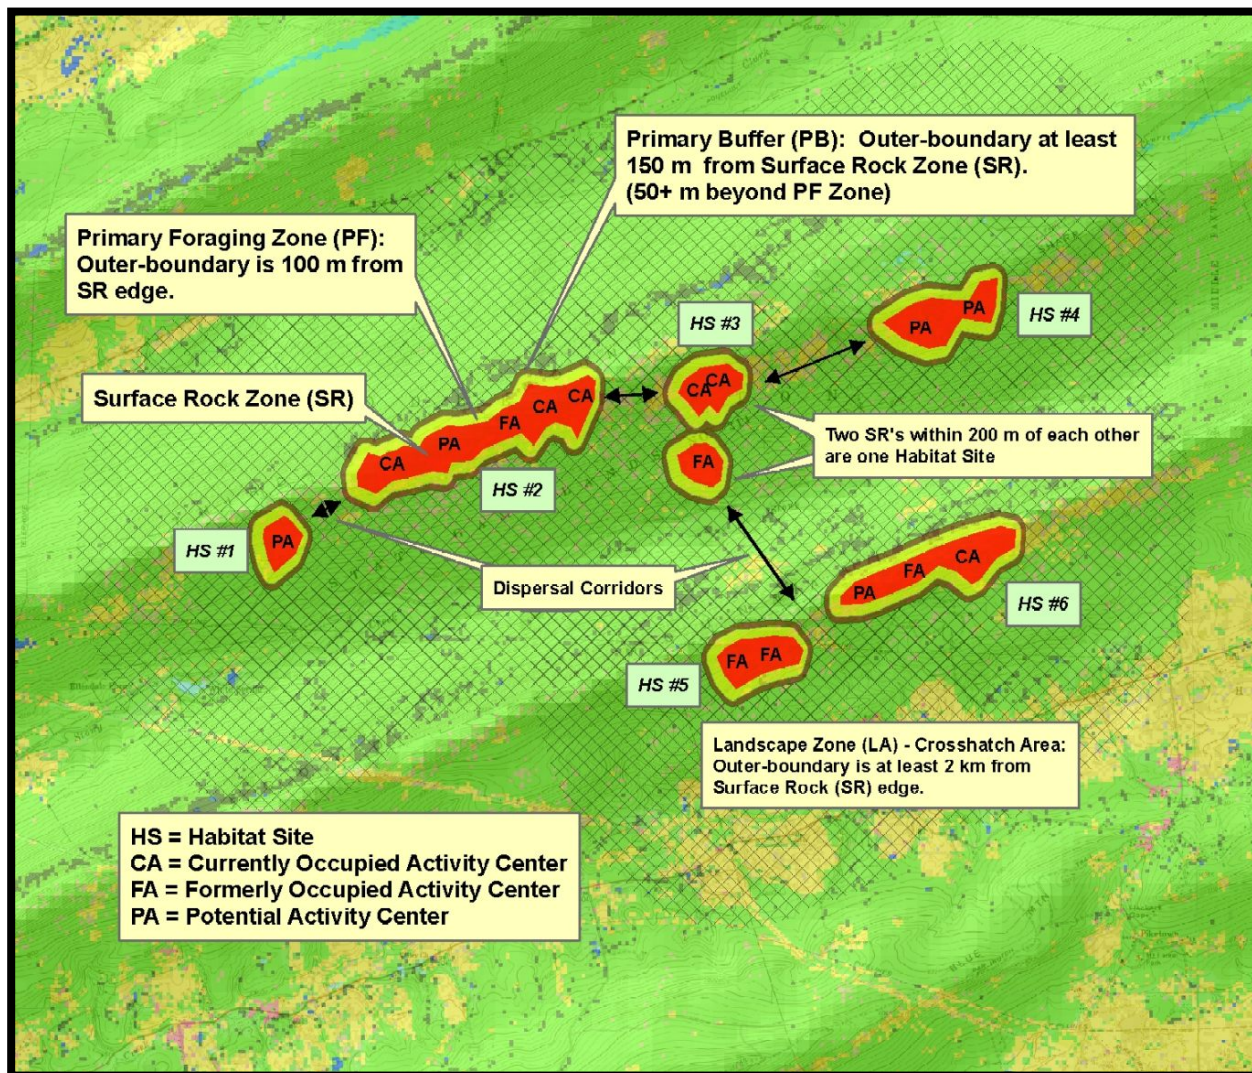 Primary Buffer (PB):  Outer-boundary at least
150 m  from Surface Rock Zone (SR).
(50+ m beyond PF Zone)
Primary Foraging Zone (PF):
Outer-boundary is 100 m from
SR edge.
HS #3
PA
PA
HS #4
Surface Rock Zone (SR)
CA
CA
CA
CA
FA
PA
CA
Two SR's within 200 m of each other
are one Habitat Site
FA
HS #2
HS #1
PA
Dispersal Corridors
CA
FA
PA
HS #6
FA
FA
HS #5
Landscape Zone (LA) - Crosshatch Area:
Outer-boundary is at least 2 km from
Surface Rock (SR) edge.
HS = Habitat Site
CA = Currently Occupied Activity Center
FA = Formerly Occupied Activity Center
PA = Potential Activity Center